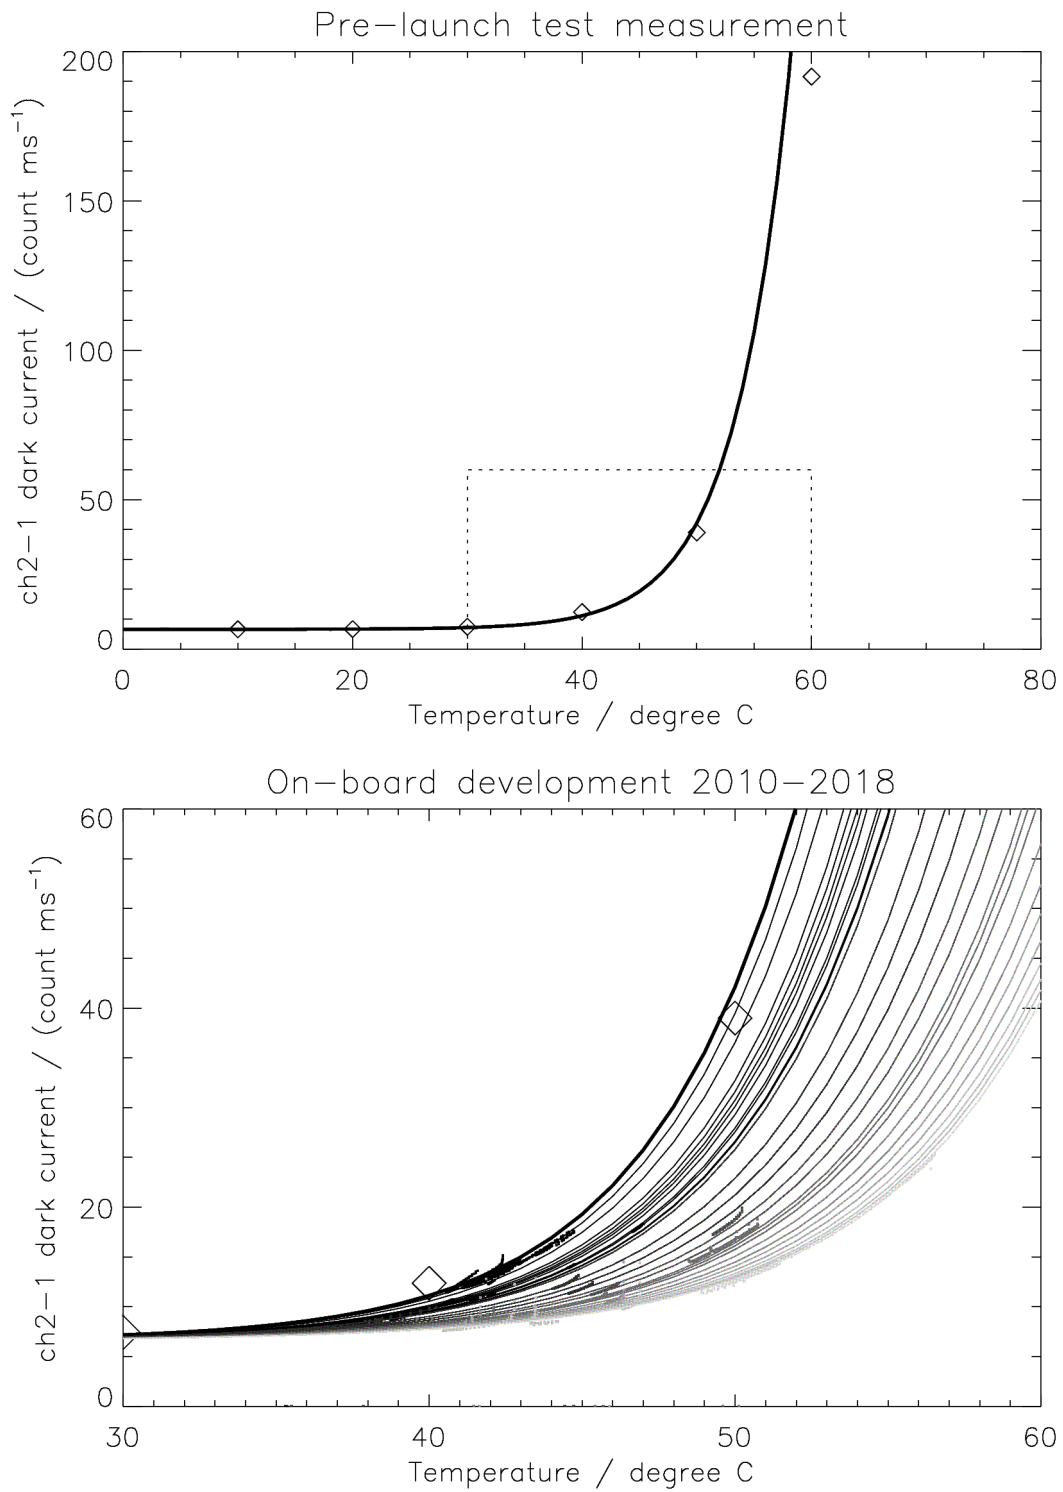 Pre-launch test measurement
ch2-1 dark current / (count ms⁻¹)
200
150
100
50
0
0 20 40 60 80
Temperature / degree C
On-board development 2010-2018
ch2-1 dark current / (count ms⁻¹)
60
40
20
0
30 40 50 60
Temperature / degree C